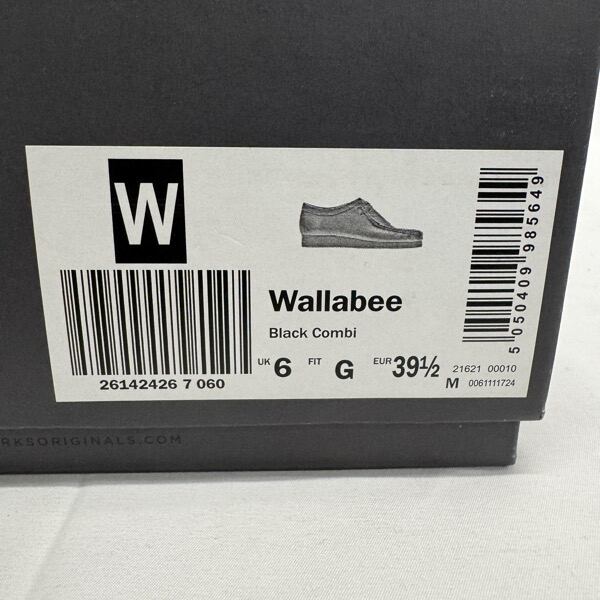 W
Wallabee
Black Combi
UK 6 FIT G EUR 39½
26142426 7 060
21621 00010
M 0061111724
5 050409 985649
RKSORIGINALS.COM